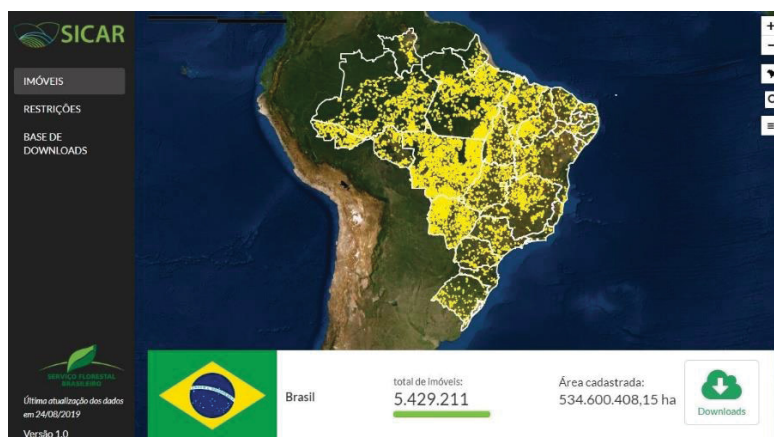 SICAR
IMÓVEIS
RESTRIÇÕES
BASE DE
DOWNLOADS
SERVIÇO FLORESTAL
BRASILEIRO
Última atualização dos dados
em 24/08/2019
Versão 1.0
Brasil
total de imóveis:
5.429.211
Área cadastrada:
534.600.408,15 ha
Downloads